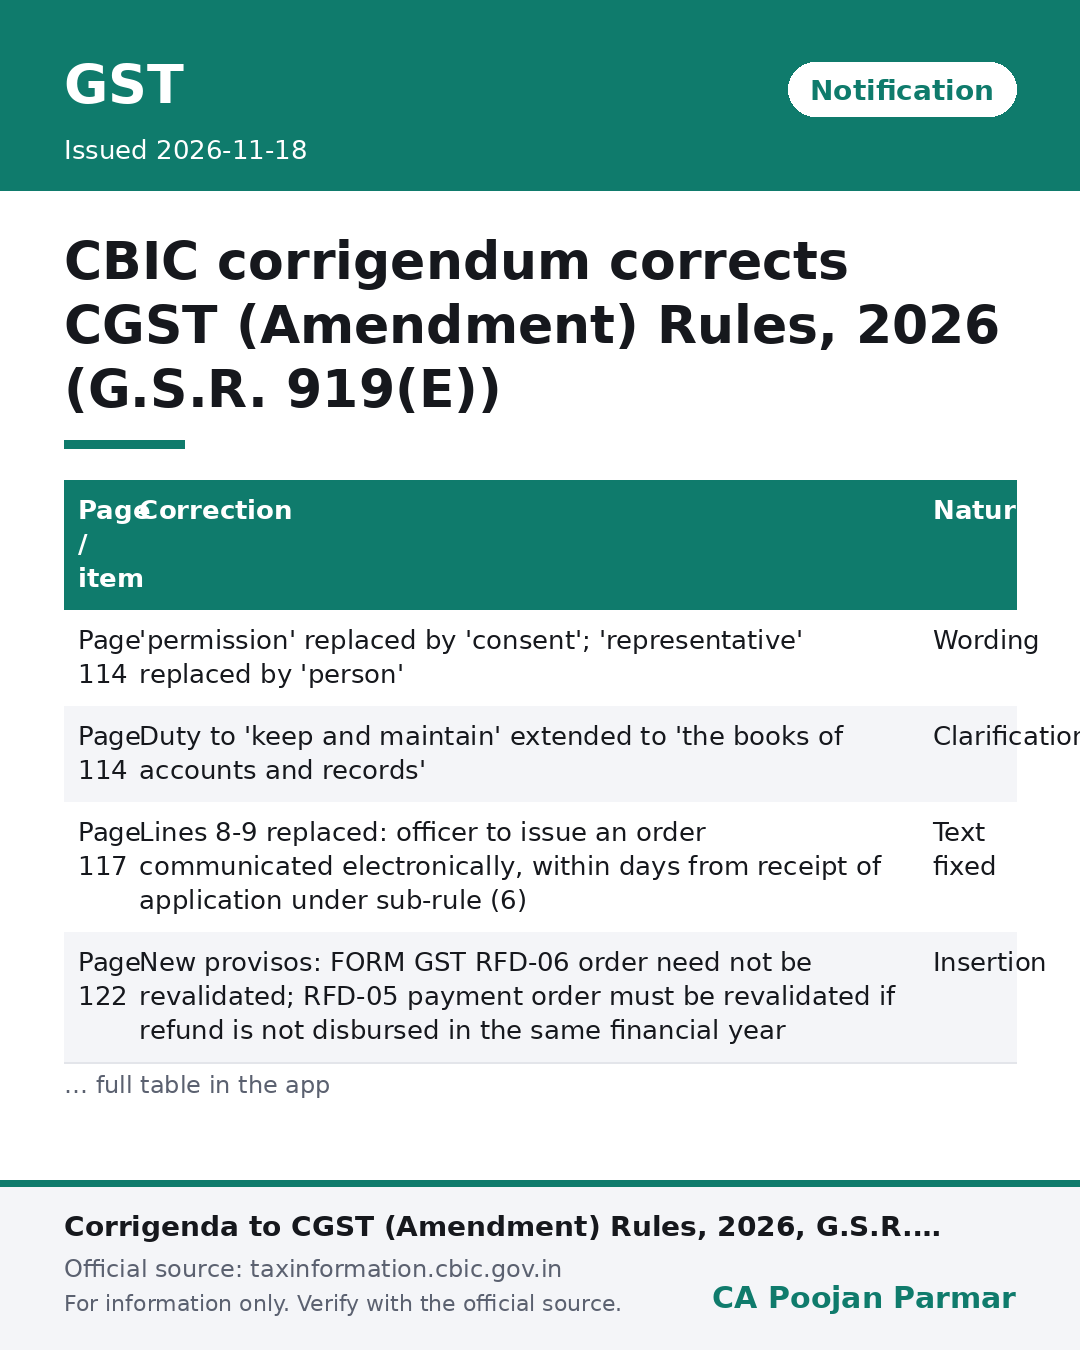 GST
Notification
Issued 2026-11-18
CBIC corrigendum corrects
CGST (Amendment) Rules, 2026
(G.S.R. 919(E))
Page / item Correction Natur
Page 114 'permission' replaced by 'consent'; 'representative'
replaced by 'person'
Wording
Page 114 Duty to 'keep and maintain' extended to 'the books of
accounts and records'
Clarification
Page 117 Lines 8-9 replaced: officer to issue an order
communicated electronically, within days from receipt of
application under sub-rule (6)
Text fixed
Page 122 New provisos: FORM GST RFD-06 order need not be
revalidated; RFD-05 payment order must be revalidated if
refund is not disbursed in the same financial year
Insertion
... full table in the app
Corrigenda to CGST (Amendment) Rules, 2026, G.S.R....
Official source: taxinformation.cbic.gov.in
For information only. Verify with the official source.
CA Poojan Parmar